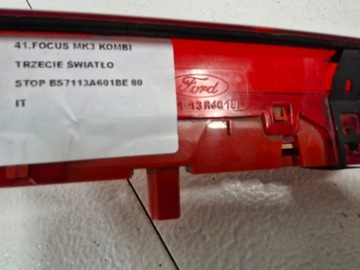 41.FOCUS MK3 KOMBI
TRZECIE ŚWIATŁO
STOP BS7113A601BE 80
IT
Ford